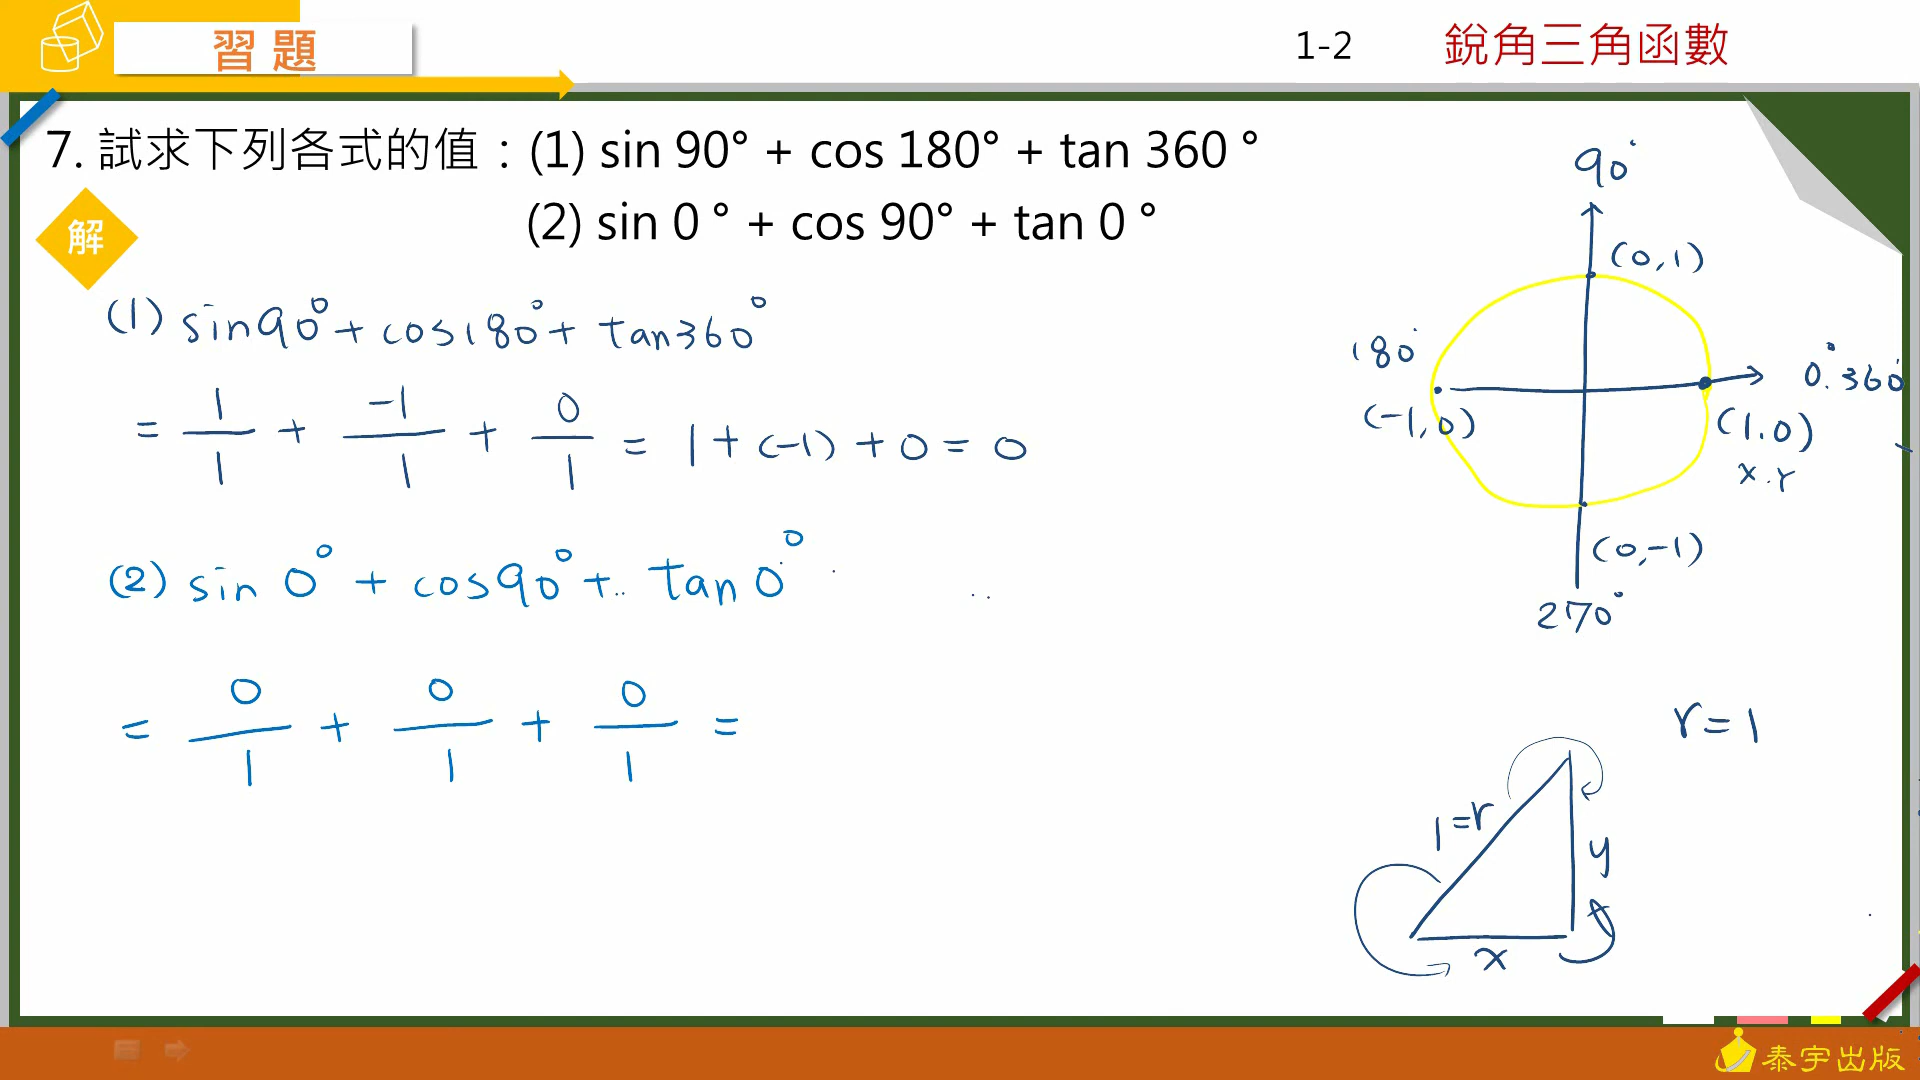 習題
1-2 銳角三角函數
7. 試求下列各式的值：(1) sin 90° + cos 180° + tan 360 °
(2) sin 0 ° + cos 90° + tan 0 °
解
(1) sin90° + cos180° + tan360°
= 1/1 + -1/1 + 0/1 = 1 + (-1) + 0 = 0
(2) sin 0° + cos90° + tan 0°
= 0/1 + 0/1 + 0/1 =
90°
(0,1)
180°
0°.360°
(-1,0)
(1.0)
x.Y
(0,-1)
270°
r=1
1=r
y
x
泰宇出版